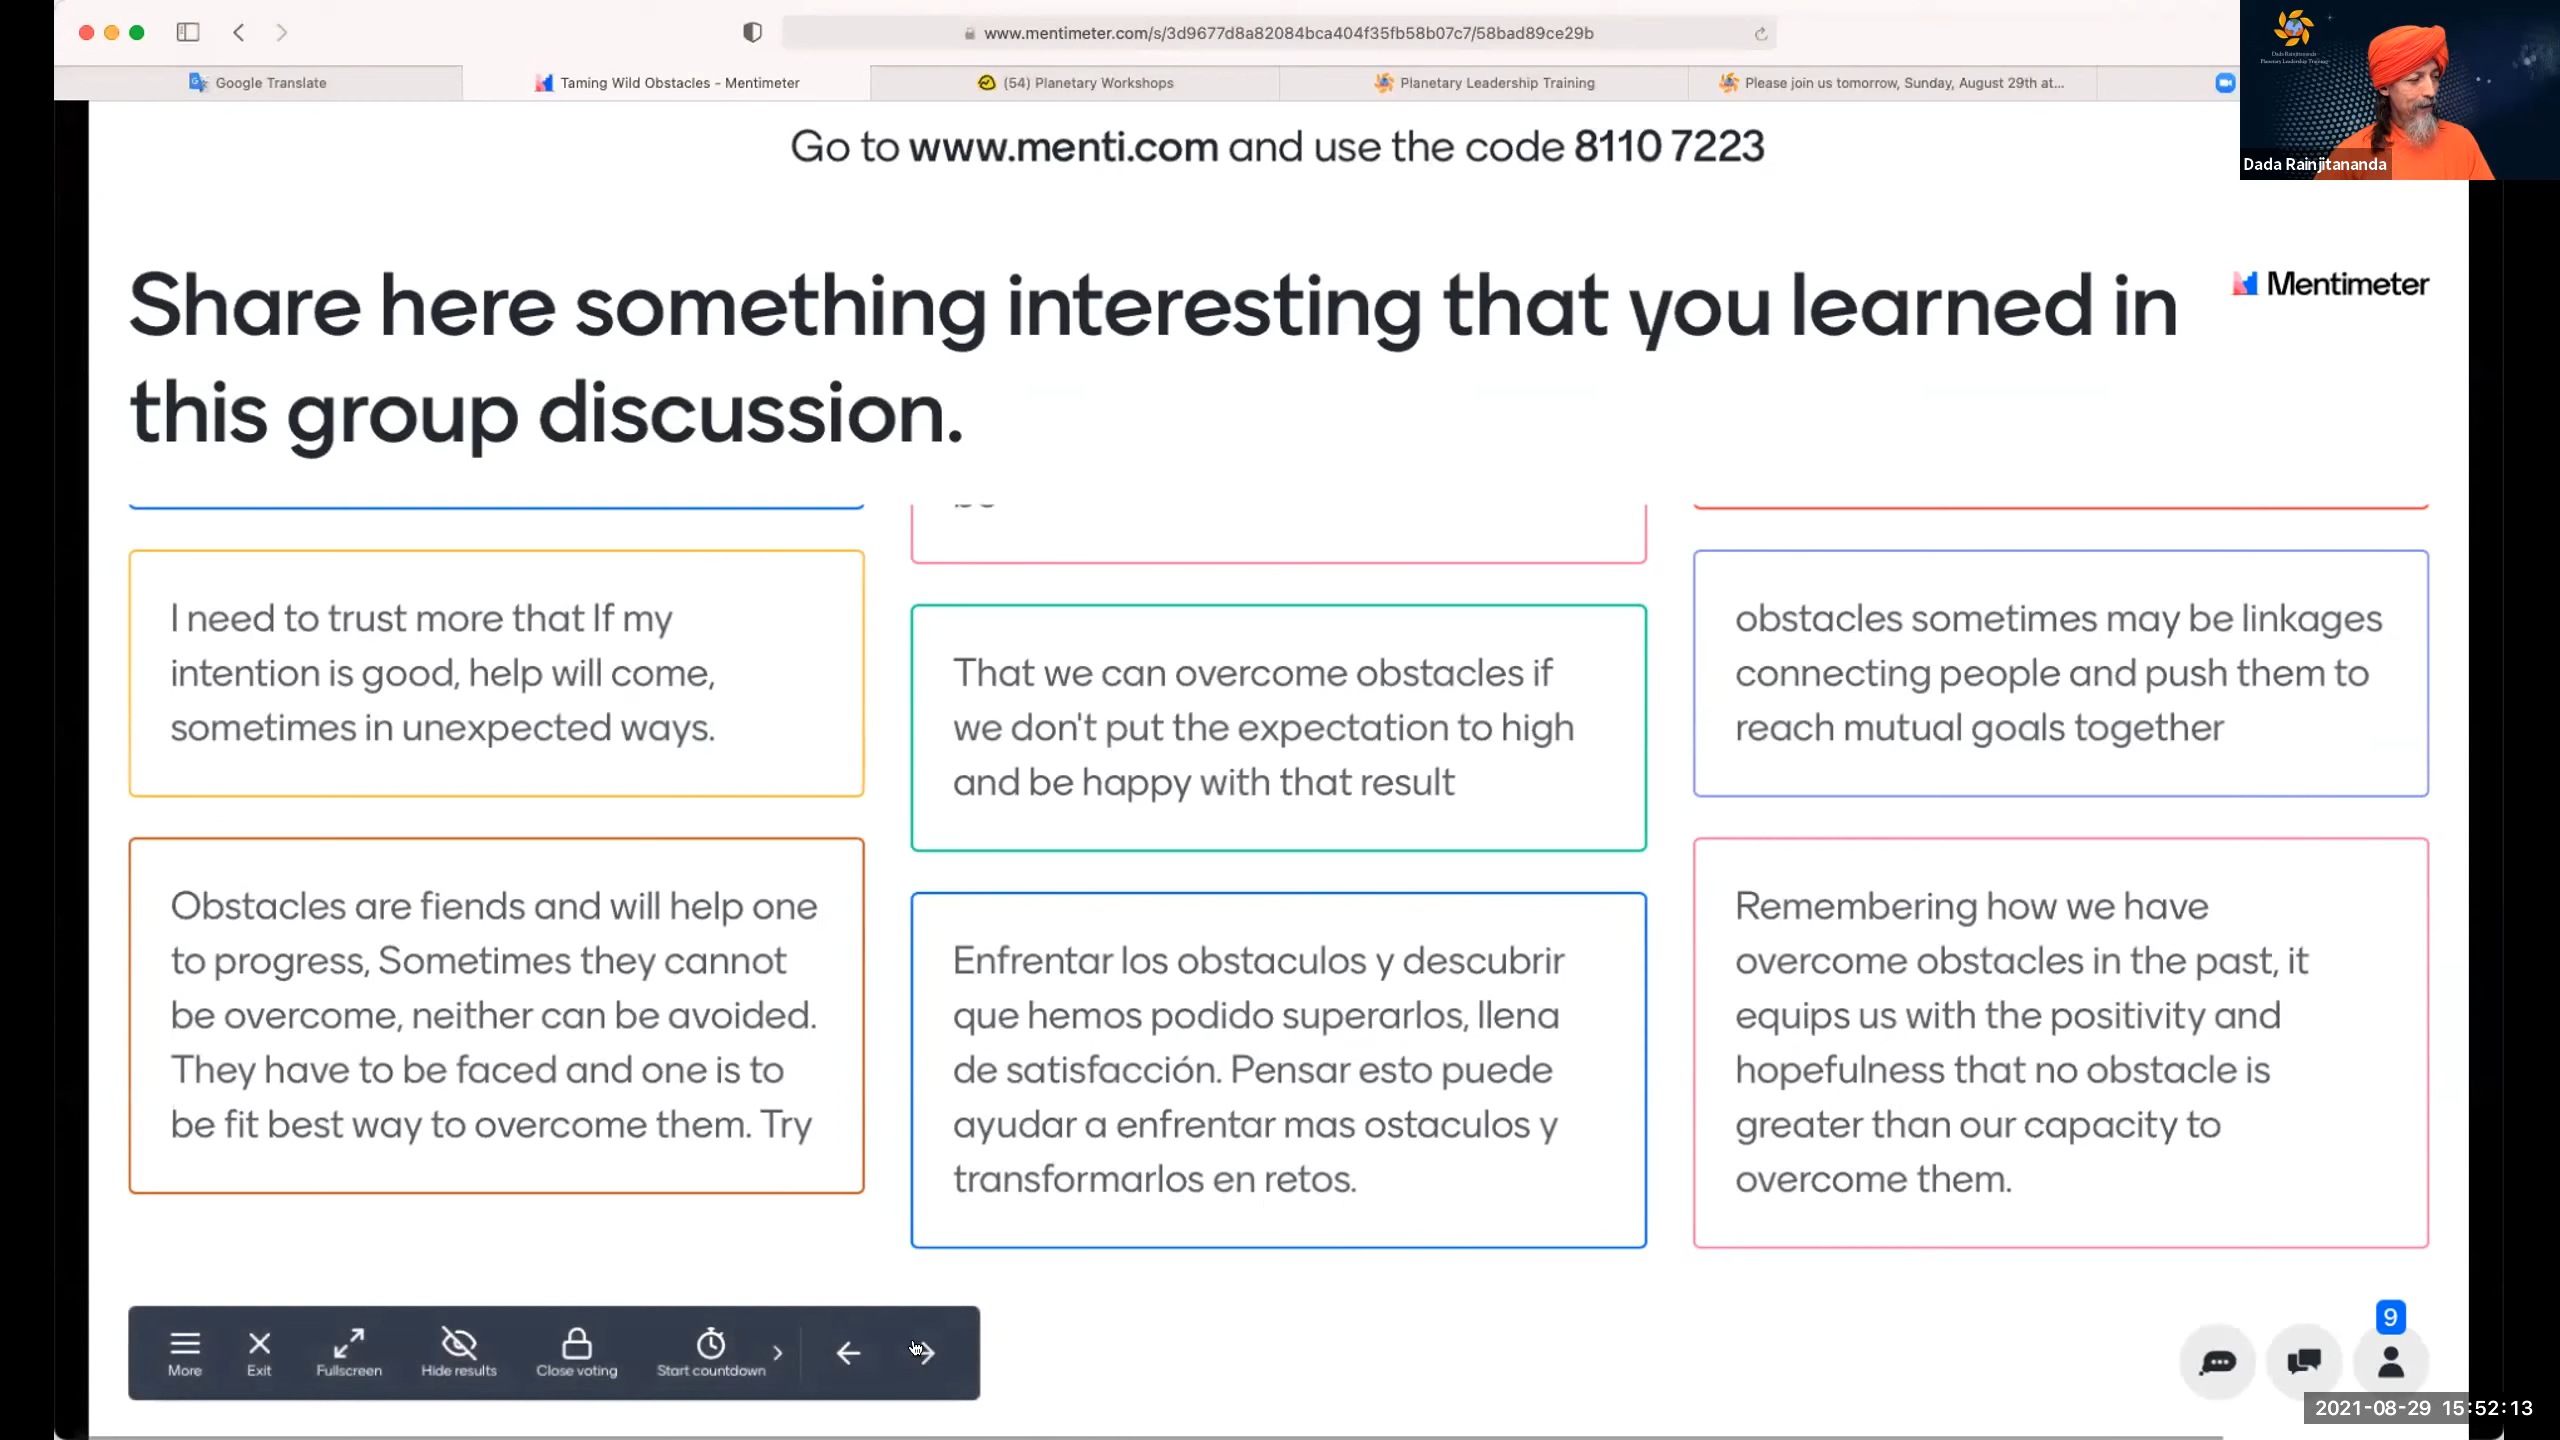 www.mentimeter.com/s/3d9677d8a82084bca404f35fb58b07c7/58bad89ce29b
Google Translate
Taming Wild Obstacles - Mentimeter
(54) Planetary Workshops
Planetary Leadership Training
Please join us tomorrow, Sunday, August 29th at...
Dada Rainjitananda
Planetary Leadership Training
Dada Rainjitananda
Go to www.menti.com and use the code 8110 7223
Share here something interesting that you learned in
this group discussion.
Mentimeter
I need to trust more that If my
intention is good, help will come,
sometimes in unexpected ways.
Obstacles are fiends and will help one
to progress, Sometimes they cannot
be overcome, neither can be avoided.
They have to be faced and one is to
be fit best way to overcome them. Try
That we can overcome obstacles if
we don't put the expectation to high
and be happy with that result
Enfrentar los obstaculos y descubrir
que hemos podido superarlos, llena
de satisfacción. Pensar esto puede
ayudar a enfrentar mas ostaculos y
transformarlos en retos.
obstacles sometimes may be linkages
connecting people and push them to
reach mutual goals together
Remembering how we have
overcome obstacles in the past, it
equips us with the positivity and
hopefulness that no obstacle is
greater than our capacity to
overcome them.
More
Exit
Fullscreen
Hide results
Close voting
Start countdown
9
2021-08-29 15:52:13